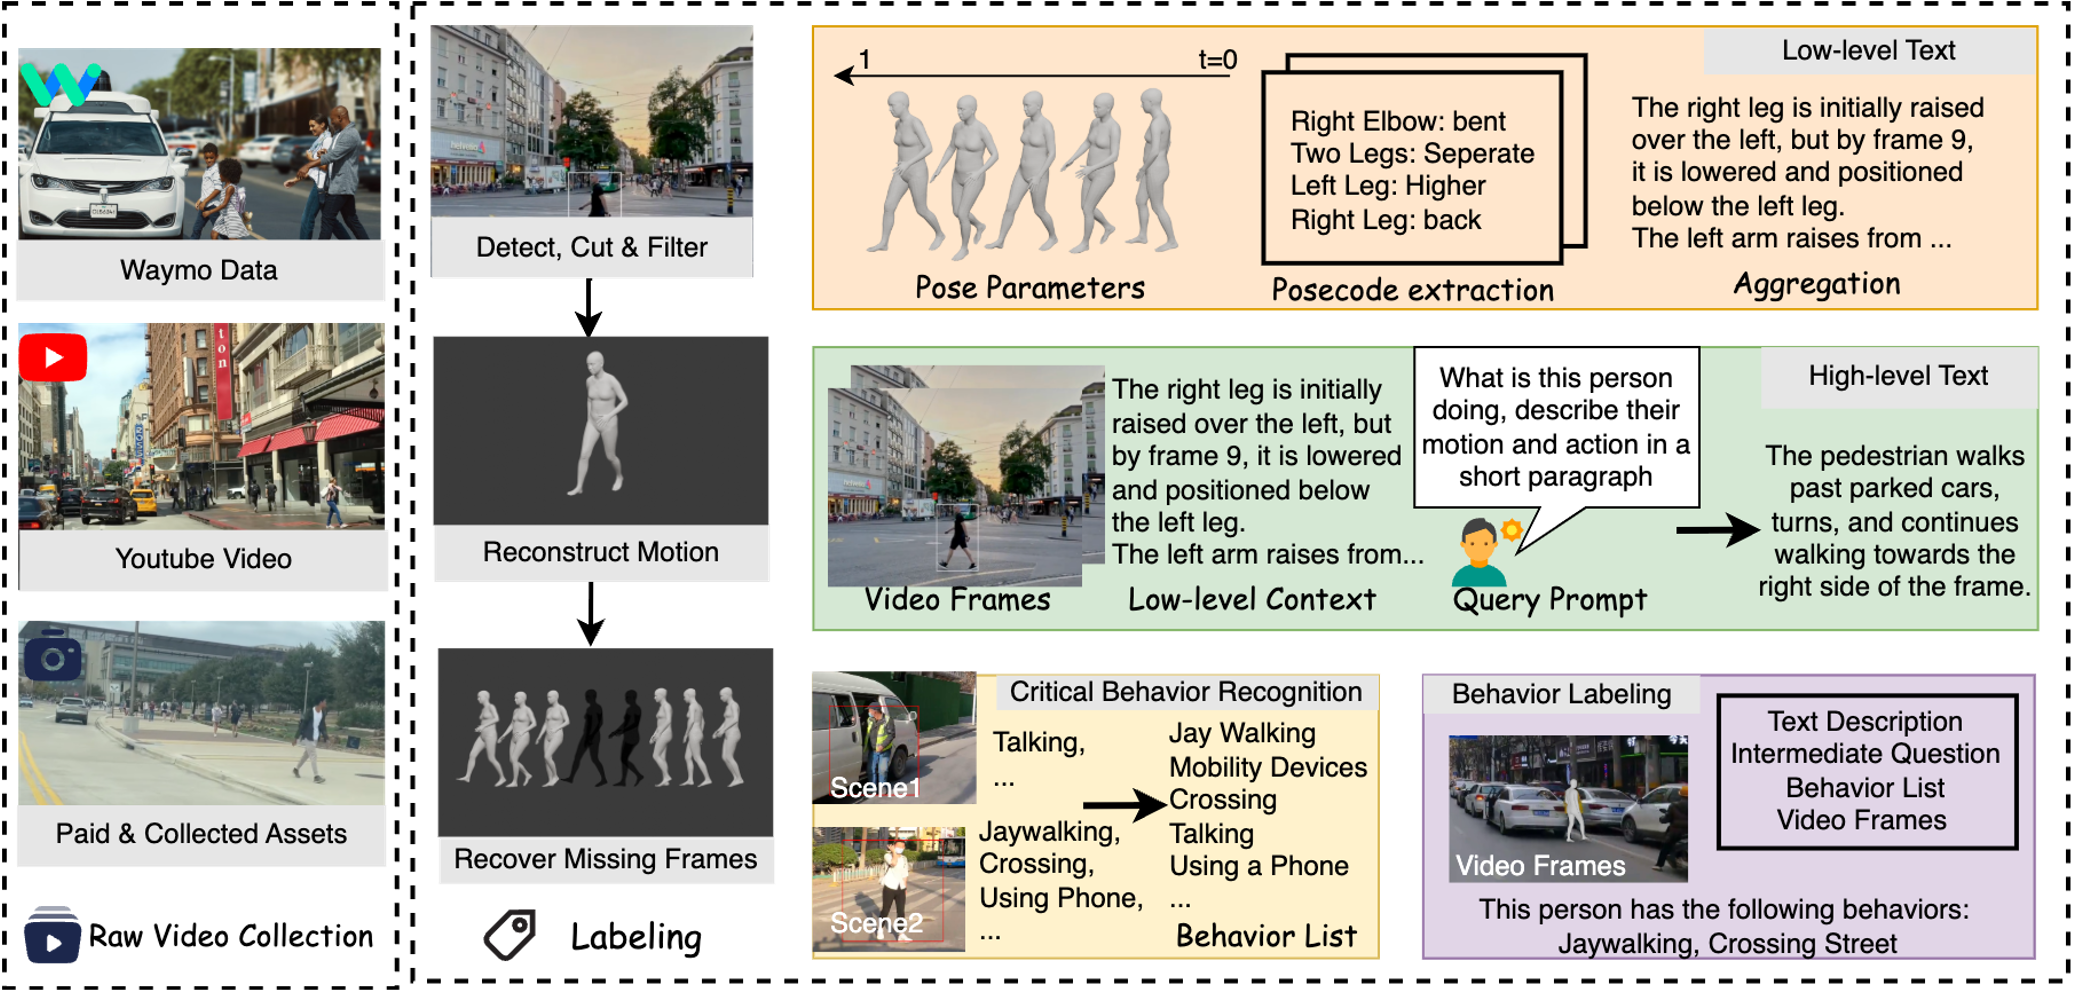 Waymo Data
Youtube Video
Paid & Collected Assets
Raw Video Collection
Detect, Cut & Filter
Reconstruct Motion
Recover Missing Frames
Labeling
Low-level Text
1
t=0
Pose Parameters
Right Elbow: bent
Two Legs: Seperate
Left Leg: Higher
Right Leg: back
Posecode extraction
The right leg is initially raised
over the left, but by frame 9,
it is lowered and positioned
below the left leg.
The left arm raises from ...
Aggregation
High-level Text
Video Frames
The right leg is initially
raised over the left, but
by frame 9, it is lowered
and positioned below
the left leg.
The left arm raises from...
Low-level Context
What is this person
doing, describe their
motion and action in a
short paragraph
Query Prompt
The pedestrian walks
past parked cars,
turns, and continues
walking towards the
right side of the frame.
Critical Behavior Recognition
Scene1
Talking,
...
Scene2
Jaywalking,
Crossing,
Using Phone,
...
Jay Walking
Mobility Devices
Crossing
Talking
Using a Phone
...
Behavior List
Behavior Labeling
Video Frames
Text Description
Intermediate Question
Behavior List
Video Frames
This person has the following behaviors:
Jaywalking, Crossing Street